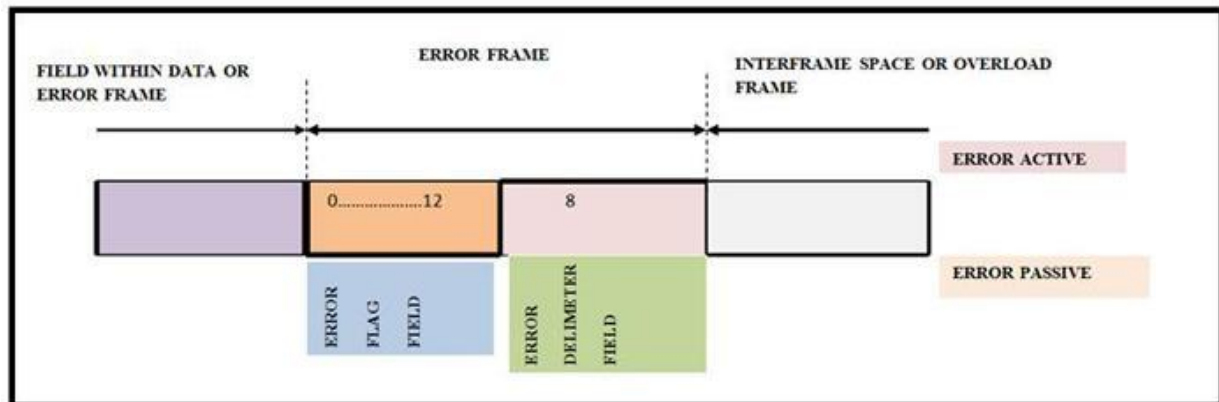 ERROR FRAME
FIELD WITHIN DATA OR
ERROR FRAME
INTERFRAME SPACE OR OVERLOAD
FRAME
ERROR ACTIVE
0...................12
8
ERROR PASSIVE
ERROR
FLAG
FIELD
ERROR
DELIMETER
FIELD